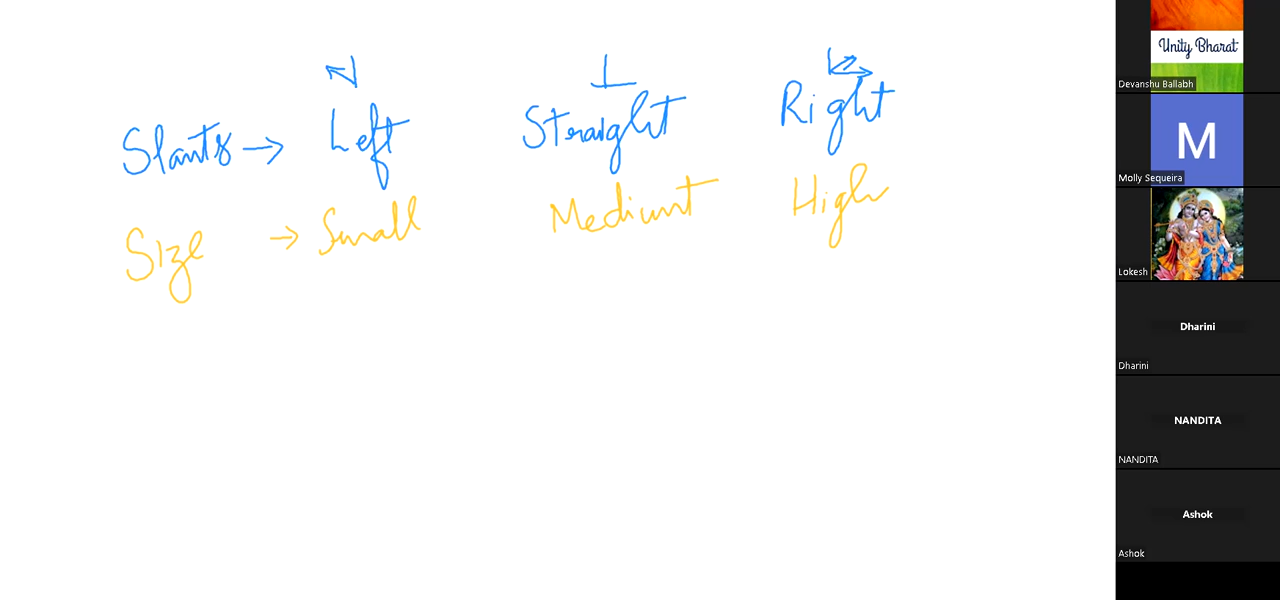 Slants → Left Straight Right
Size → Small Medium High
Unity Bharat
Devanshu Ballabh
M
Molly Sequeira
Lokesh
Dharini
Dharini
NANDITA
NANDITA
Ashok
Ashok